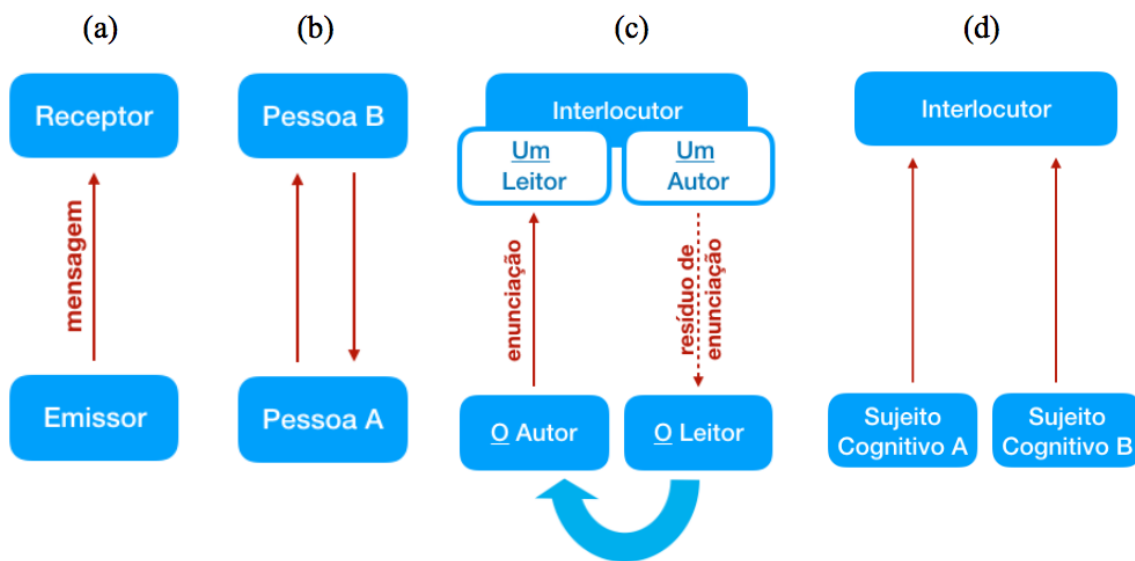 (a)
Receptor
mensagem
Emissor
(b)
Pessoa B
Pessoa A
(c)
Interlocutor
Um
Leitor
Um
Autor
enunciação
resíduo de
enunciação
O Autor
O Leitor
(d)
Interlocutor
Sujeito
Cognitivo A
Sujeito
Cognitivo B